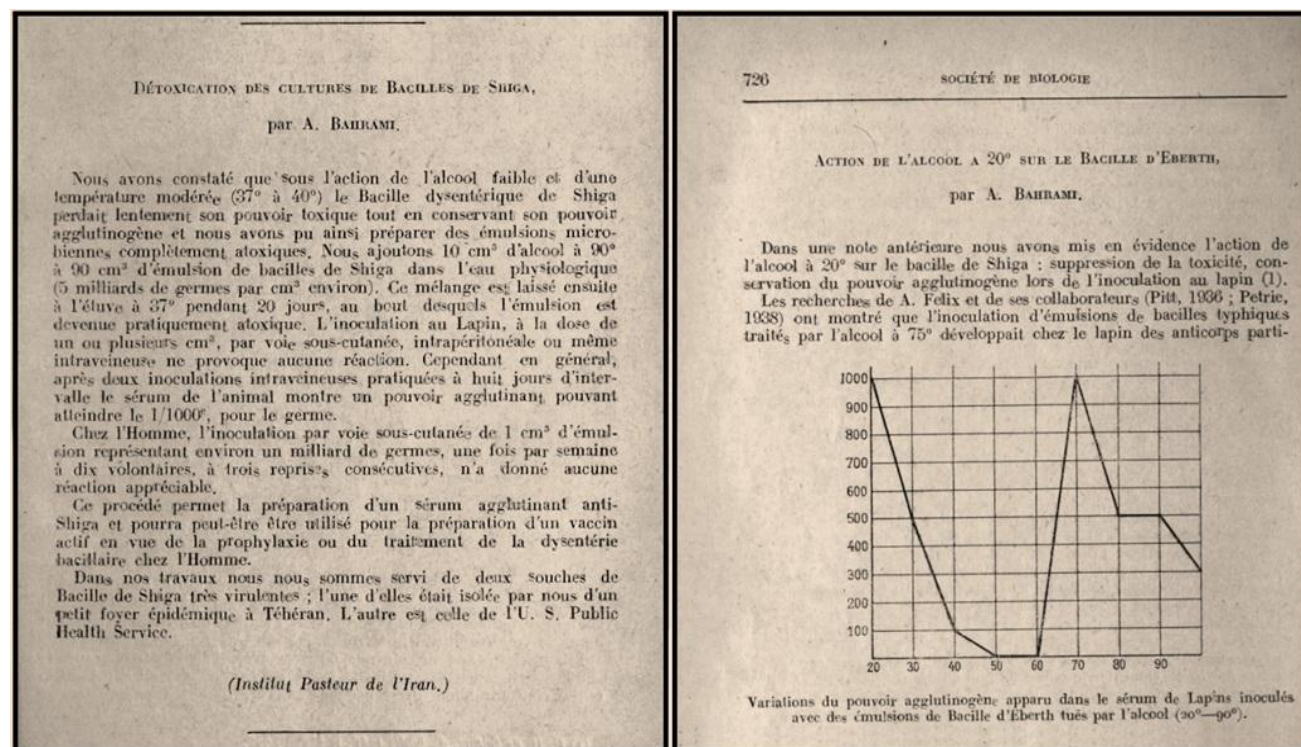 DÉTOXICATION DES CULTURES DE BACILLES DE SHIGA,
par A. BAHRAMI.
Nous avons constaté que sous l'action de l'alcool faible et d'une
température modérée (37° à 40°) le Bacille dysentérique de Shiga
perdait lentement son pouvoir toxique tout en conservant son pouvoir
agglutinogène et nous avons pu ainsi préparer des émulsions micro-
biennes complètement atoxiques. Nous ajoutons 10 cm³ d'alcool à 90°
à 90 cm³ d'émulsion de bacilles de Shiga dans l'eau physiologique
(5 milliards de germes par cm³ environ). Ce mélange est laissé ensuite
à l'étuve à 37° pendant 20 jours, au bout desquels l'émulsion est
devenue pratiquement atoxique. L'inoculation au Lapin, à la dose de
un ou plusieurs cm³, par voie sous-cutanée, intrapéritonéale ou même
intraveineuse ne provoque aucune réaction. Cependant en général,
après deux inoculations intraveineuses pratiquées à huit jours d'inter-
valle le sérum de l'animal montre un pouvoir agglutinant pouvant
atteindre le 1/1000e, pour le germe.
Chez l'Homme, l'inoculation par voie sous-cutanée de 1 cm³ d'émul-
sion représentant environ un milliard de germes, une fois par semaine
à dix volontaires, à trois reprises consécutives, n'a donné aucune
réaction appréciable.
Ce procédé permet la préparation d'un sérum agglutinant anti-
Shiga et pourra peut-être être utilisé pour la préparation d'un vaccin
actif en vue de la prophylaxie ou du traitement de la dysentérie
bacillaire chez l'Homme.
Dans nos travaux nous nous sommes servi de deux souches de
Bacille de Shiga très virulentes ; l'une d'elles était isolée par nous d'un
petit foyer épidémique à Téhéran. L'autre est celle de l'U. S. Public
Health Service.
(Institut Pasteur de l'Iran.)
726 SOCIÉTÉ DE BIOLOGIE
ACTION DE L'ALCOOL A 20° SUR LE BACILLE D'EBERTH,
par A. BAHRAMI.
Dans une note antérieure nous avons mis en évidence l'action de
l'alcool à 20° sur le bacille de Shiga : suppression de la toxicité, con-
servation du pouvoir agglutinogène lors de l'inoculation au lapin (1).
Les recherches de A. Felix et de ses collaborateurs (Pitt, 1936 ; Petrie,
1938) ont montré que l'inoculation d'émulsions de bacilles typhiques
traités par l'alcool à 75° développait chez le lapin des anticorps parti-
1000
900
800
700
600
500
400
300
200
100
20 30 40 50 60 70 80 90
Variations du pouvoir agglutinogène apparu dans le sérum de Lapins inoculés
avec des émulsions de Bacille d'Eberth tués par l'alcool (20°—90°).